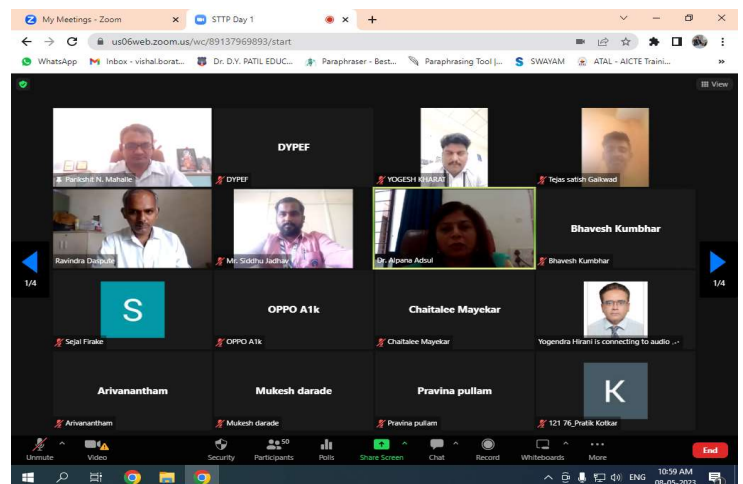 My Meetings - Zoom
STTP Day 1
us06web.zoom.us/wc/89137969893/start
WhatsApp
Inbox - vishal.borat...
Dr. D.Y. PATIL EDUC...
Paraphraser - Best...
Paraphrasing Tool |...
SWAYAM
ATAL - AICTE Traini...
View
Parikshit N. Mahalle
DYPEF
DYPEF
YOGESH KHARAT
Tejas satish Gaikwad
Ravindra Daspute
Mr. Siddhu Jadhav
Dr. Alpana Adsul
Bhavesh Kumbhar
Bhavesh Kumbhar
1/4
1/4
S
Sejal Firake
OPPO A1k
OPPO A1k
Chaitalee Mayekar
Chaitalee Mayekar
Yogendra Hirani is connecting to audio ...
Arivanantham
Arivanantham
Mukesh darade
Mukesh darade
Pravina pullam
Pravina pullam
K
121 76_Pratik Kotkar
Unmute
Video
Security
Participants
50
Polls
Share Screen
Chat
Record
Whiteboards
More
End
ENG
10:59 AM
08-05-2023